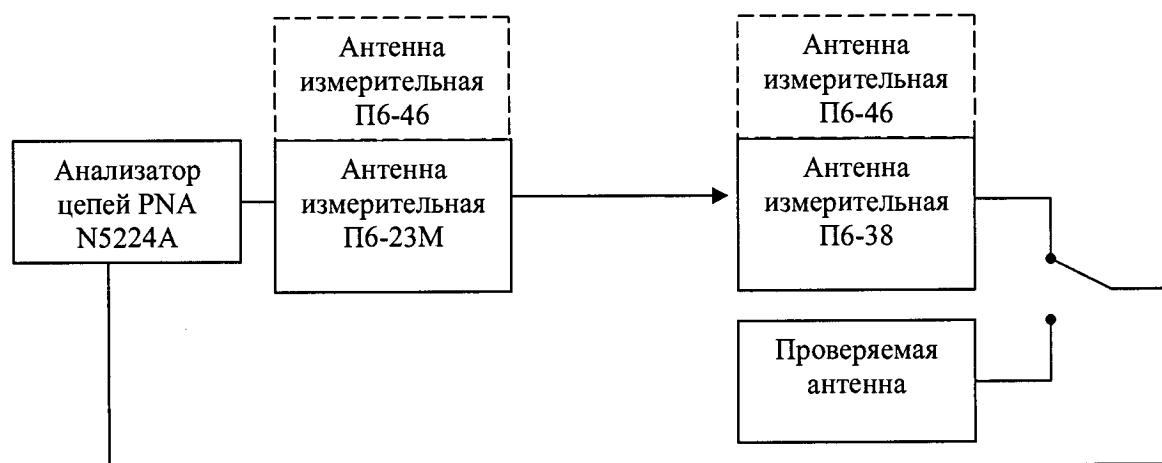 Антенна
измерительная
П6-46
Антенна
измерительная
П6-46
Анализатор
цепей PNA
N5224A
Антенна
измерительная
П6-23М
Антенна
измерительная
П6-38
Проверяемая
антенна